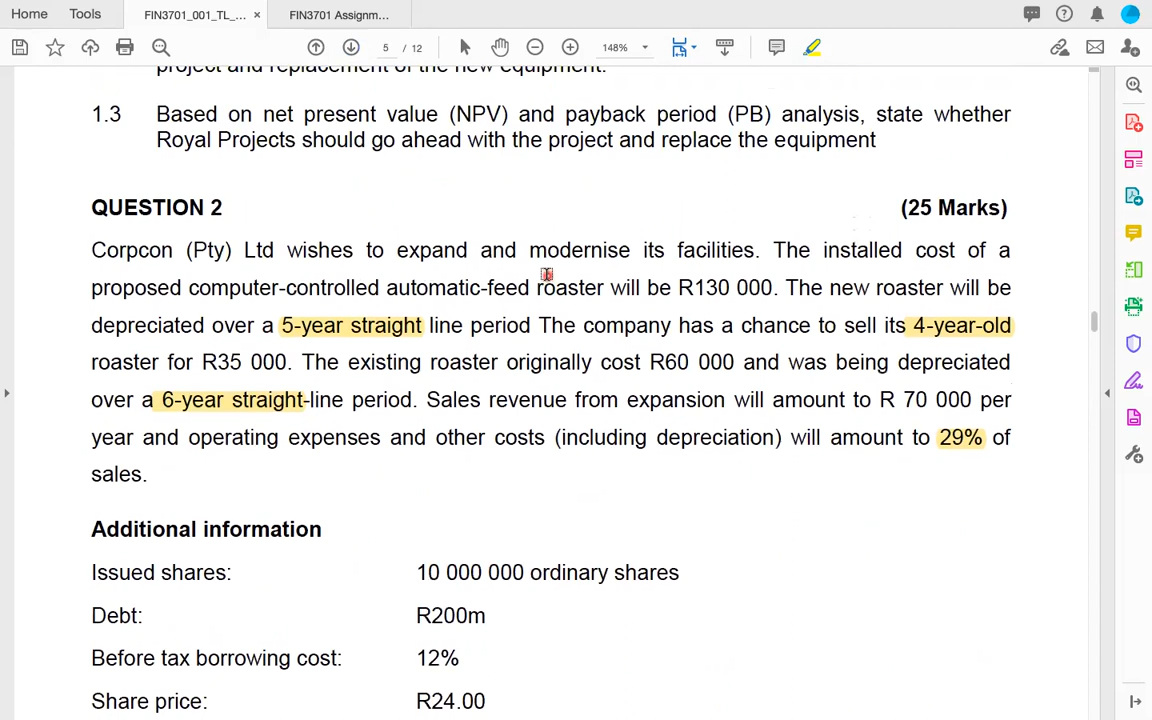 Home Tools FIN3701_001_TL_... × FIN3701 Assignm...
5 / 12 148%
project and replacement of the new equipment.
1.3 Based on net present value (NPV) and payback period (PB) analysis, state whether
Royal Projects should go ahead with the project and replace the equipment
QUESTION 2 (25 Marks)
Corpcon (Pty) Ltd wishes to expand and modernise its facilities. The installed cost of a
proposed computer-controlled automatic-feed roaster will be R130 000. The new roaster will be
depreciated over a 5-year straight line period The company has a chance to sell its 4-year-old
roaster for R35 000. The existing roaster originally cost R60 000 and was being depreciated
over a 6-year straight-line period. Sales revenue from expansion will amount to R 70 000 per
year and operating expenses and other costs (including depreciation) will amount to 29% of
sales.
Additional information
Issued shares: 10 000 000 ordinary shares
Debt: R200m
Before tax borrowing cost: 12%
Share price: R24.00